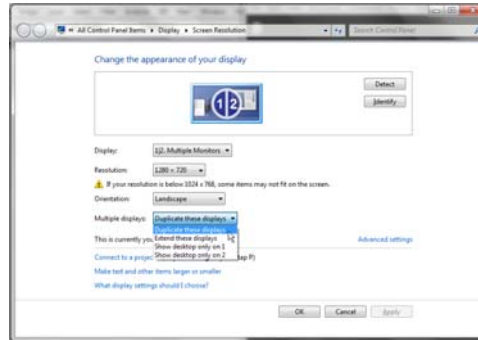 All Control Panel Items ▸ Display ▸ Screen Resolution
Search Control Panel
Change the appearance of your display
1|2
Detect
Identify
Display: 1|2. Multiple Monitors
Resolution: 1280 × 720
If your resolution is below 1024 x 768, some items may not fit on the screen.
Orientation: Landscape
Multiple displays: Duplicate these displays
Duplicate these displays
Extend these displays
Show desktop only on 1
Show desktop only on 2
This is currently you
Advanced settings
Connect to a projec
tap P)
Make text and other items larger or smaller
What display settings should I choose?
OK
Cancel
Apply